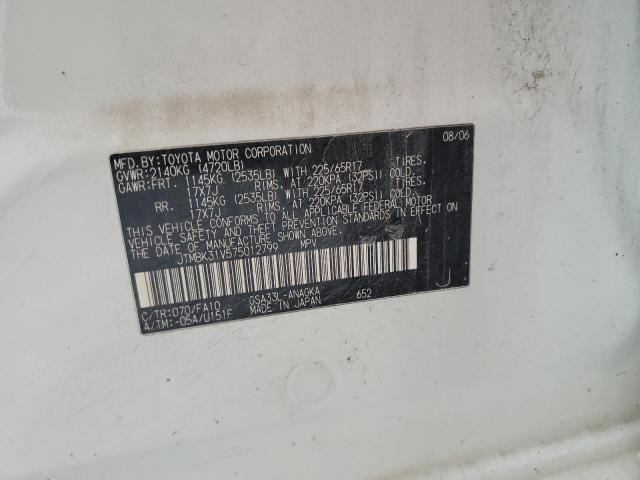 MFD. BY: TOYOTA MOTOR CORPORATION 08/06
GVWR: 2140KG (4720LB)
GAWR: FRT. 1145KG (2535LB) WITH 225/65R17 TIRES.
17X7J RIMS. AT 220KPA (32PSI) COLD.
RR. 1145KG (2535LB) WITH 225/65R17 TIRES.
17X7J RIMS. AT 220KPA (32PSI) COLD.
THIS VEHICLE CONFORMS TO ALL APPLICABLE FEDERAL MOTOR
VEHICLE SAFETY AND THEFT PREVENTION STANDARDS IN EFFECT ON
THE DATE OF MANUFACTURE SHOWN ABOVE.
JTMBK31V575012799 MPV
C/TR: 070/FA10 GSA33L-ANAGKA 652 J
A/TM: -05A/U151F MADE IN JAPAN